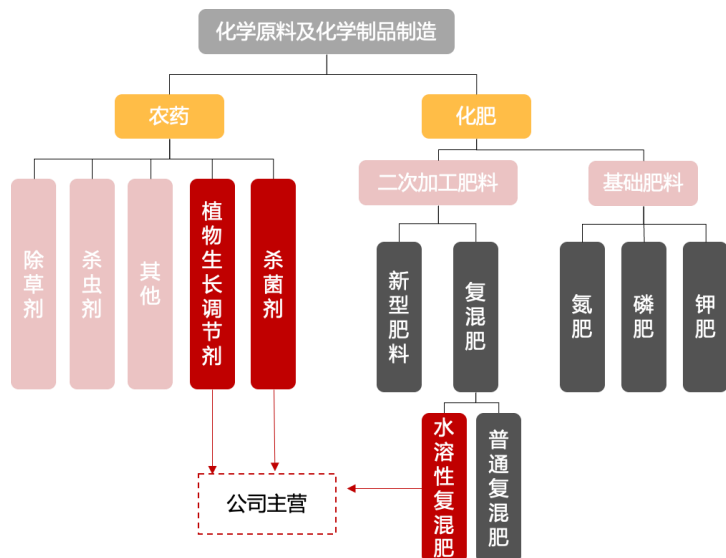 化学原料及化学制品制造
农药
化肥
二次加工肥料
基础肥料
除草剂
杀虫剂
其他
植物生长调节剂
杀菌剂
新型肥料
复混肥
氮肥
磷肥
钾肥
水溶性复混肥
普通复混肥
公司主营